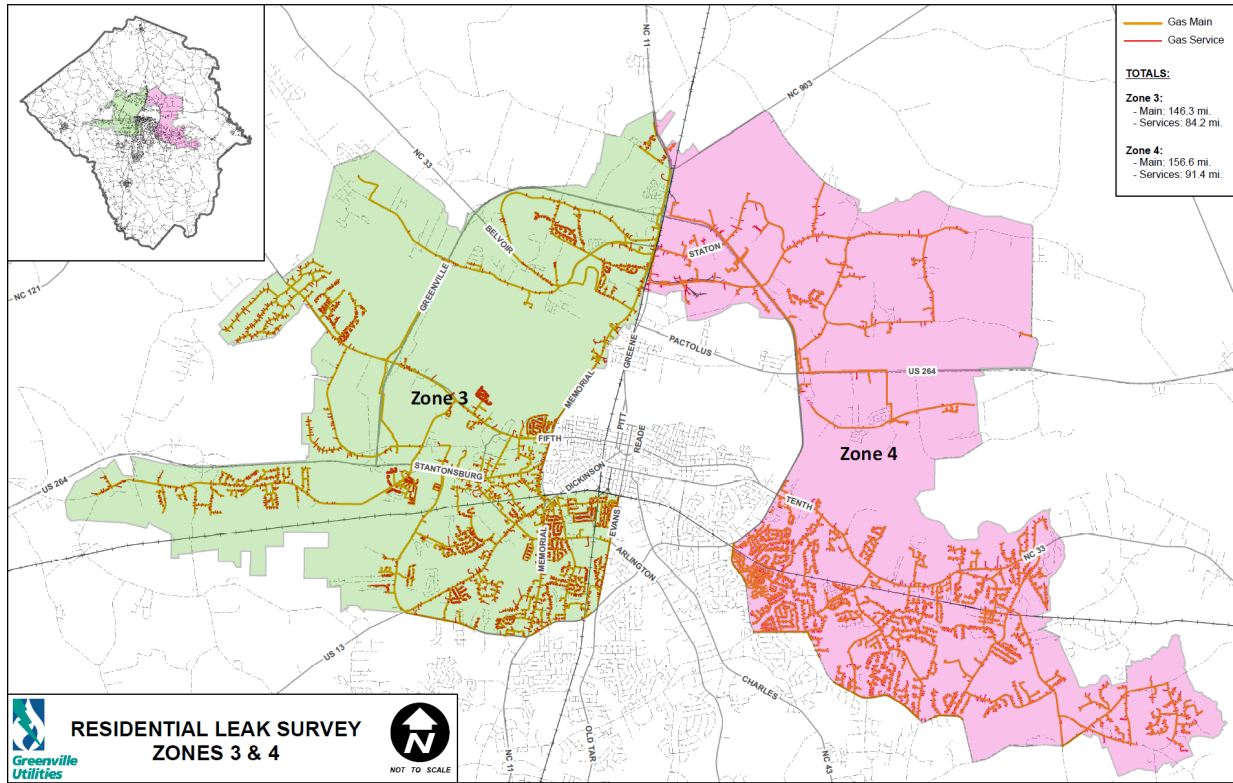 NC 11
NC 903
NC 33
BELVOIR
GREENVILLE
STATON
NC 121
PACTOLUS
GREENE
MEMORIAL
US 264
Zone 3
PITT
READE
FIFTH
Zone 4
STANTONSBURG
DICKINSON
US 264
TENTH
EVANS
MEMORIAL
ARLINGTON
NC 33
US 13
CHARLES
OLD TAR
NC 11
NC 43
Gas Main
Gas Service
TOTALS:
Zone 3:
- Main: 146.3 mi.
- Services: 84.2 mi.
Zone 4:
- Main: 156.6 mi.
- Services: 91.4 mi.
Greenville
Utilities
RESIDENTIAL LEAK SURVEY
ZONES 3 & 4
N
NOT TO SCALE